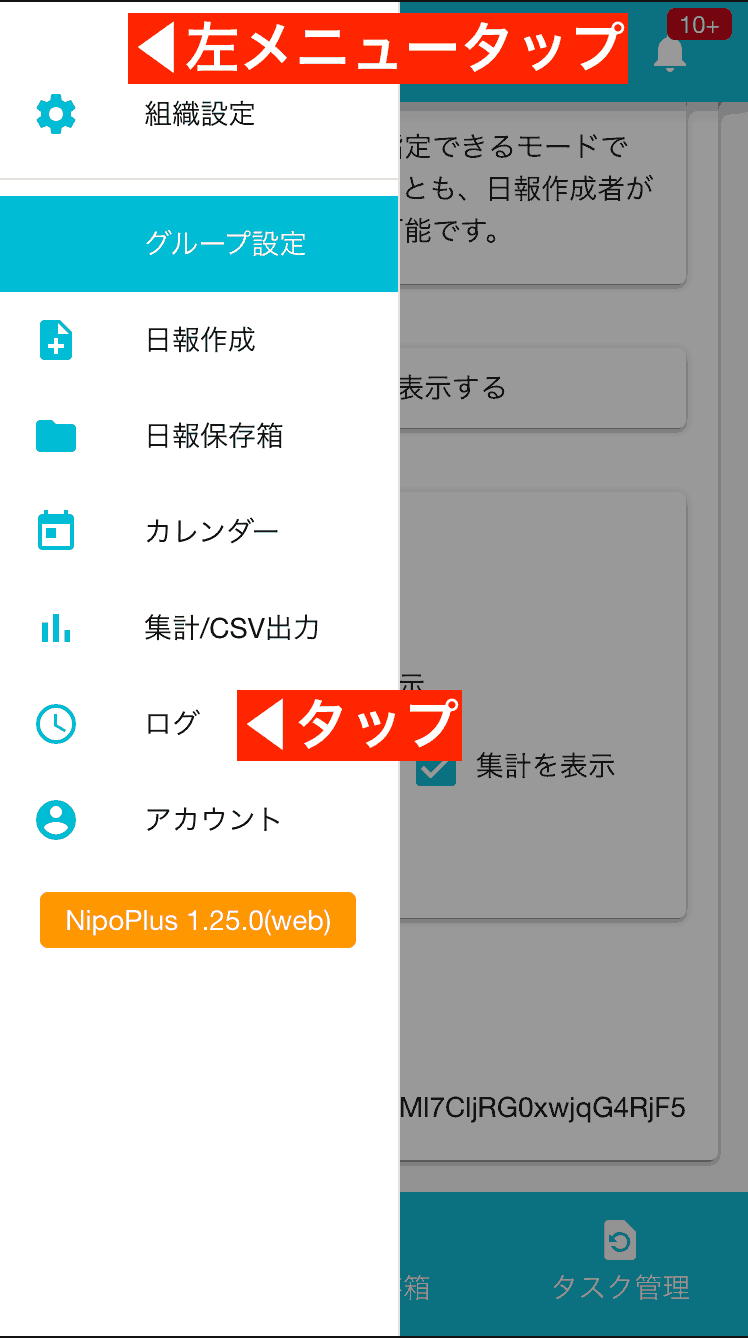 ◀左メニュータップ
10+
組織設定
グループ設定
日報作成
日報保存箱
カレンダー
集計/CSV出力
ログ
◀タップ
アカウント
NipoPlus 1.25.0(web)
定できるモードで
とも、日報作成者が
能です。
表示する
示
集計を表示
MI7CljRG0xwjqG4RjF5
箱
タスク管理